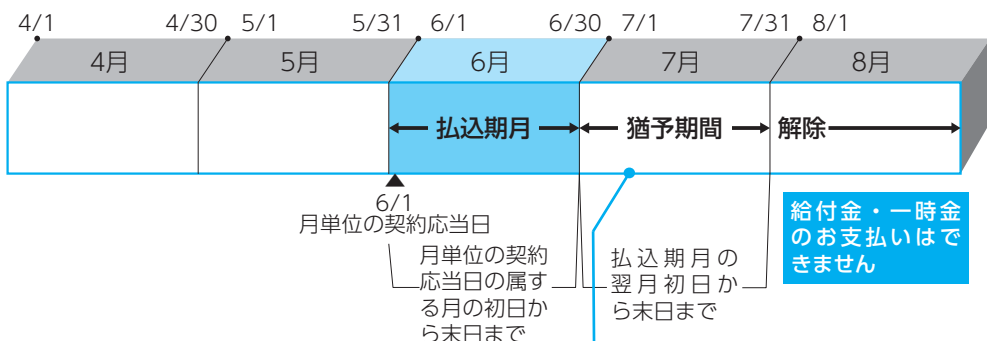 4/1 4/30 5/1 5/31 6/1 6/30 7/1 7/31 8/1
4月 5月 6月 7月 8月
払込期月 猶予期間 解除
6/1
月単位の契約応当日
月単位の契約
応当日の属す
る月の初日か
ら末日まで
払込期月の
翌月初日か
ら末日まで
給付金・一時金
のお支払いはで
きません